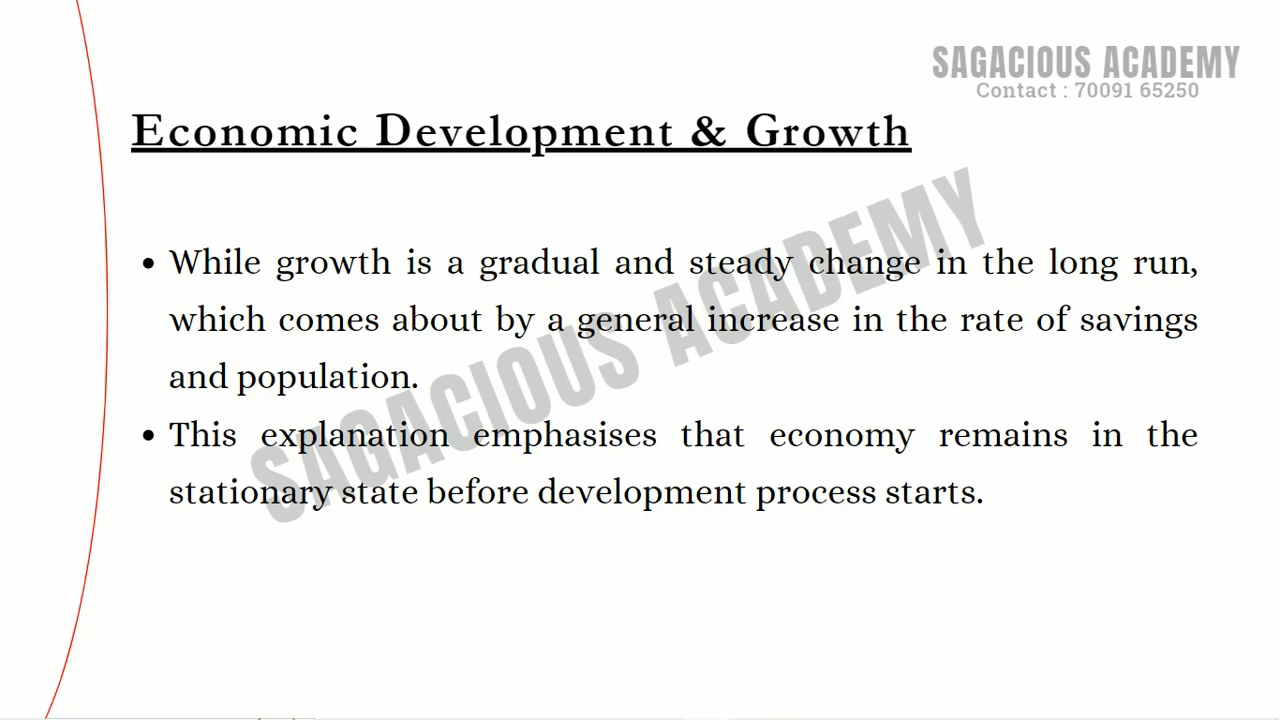 SAGACIOUS ACADEMY
Contact : 70091 65250
Economic Development & Growth
• While growth is a gradual and steady change in the long run,
which comes about by a general increase in the rate of savings
and population.
• This explanation emphasises that economy remains in the
stationary state before development process starts.
SAGACIOUS ACADEMY